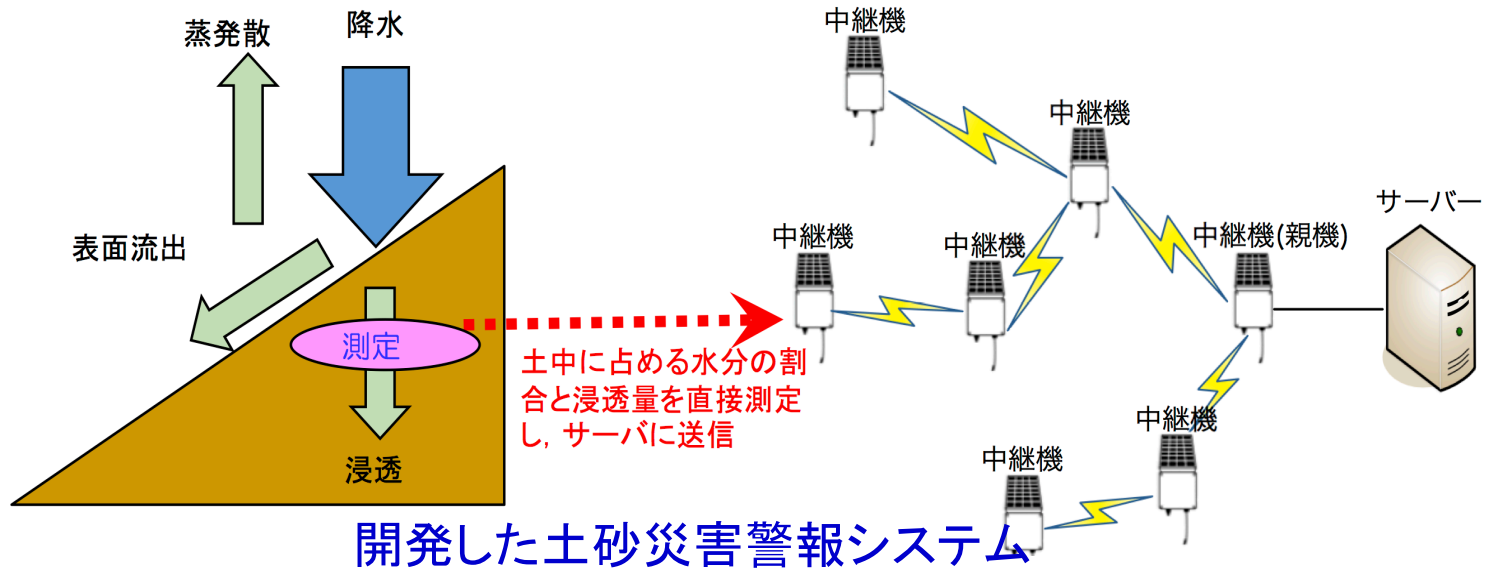 蒸発散
降水
表面流出
測定
浸透
土中に占める水分の割
合と浸透量を直接測定
し，サーバに送信
中継機
中継機
中継機
中継機
中継機(親機)
サーバー
中継機
中継機
開発した土砂災害警報システム